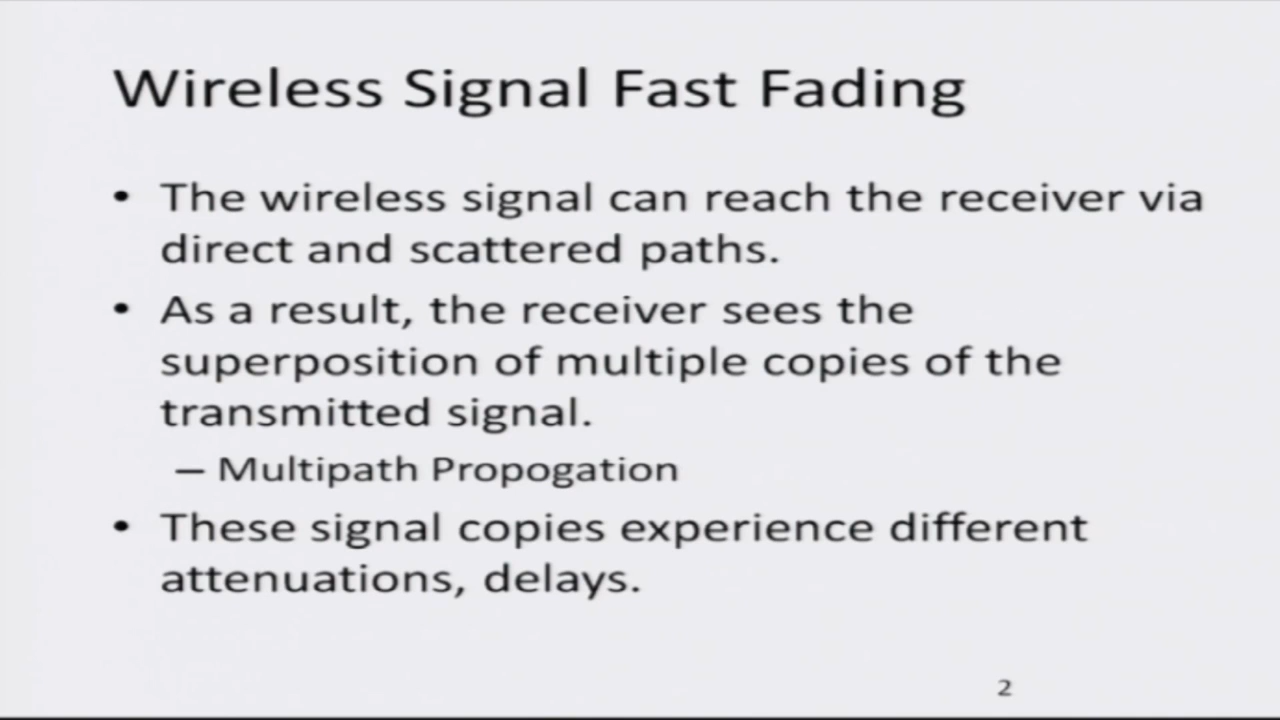 Wireless Signal Fast Fading
• The wireless signal can reach the receiver via
direct and scattered paths.
• As a result, the receiver sees the
superposition of multiple copies of the
transmitted signal.
– Multipath Propogation
• These signal copies experience different
attenuations, delays.
2